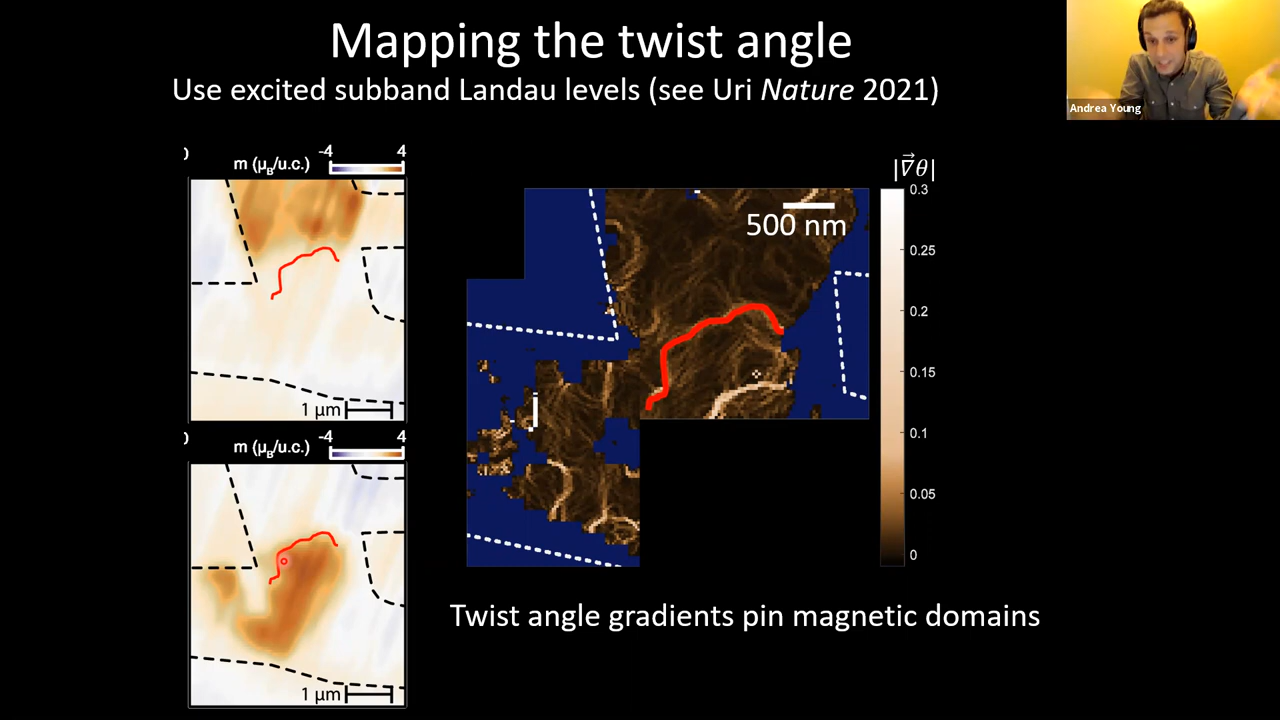 Mapping the twist angle
Use excited subband Landau levels (see Uri Nature 2021)
Andrea Young
m (μB/u.c.)
-4
4
1 μm
m (μB/u.c.)
-4
4
1 μm
500 nm
|∇⃗θ|
0.3
0.25
0.2
0.15
0.1
0.05
0
Twist angle gradients pin magnetic domains